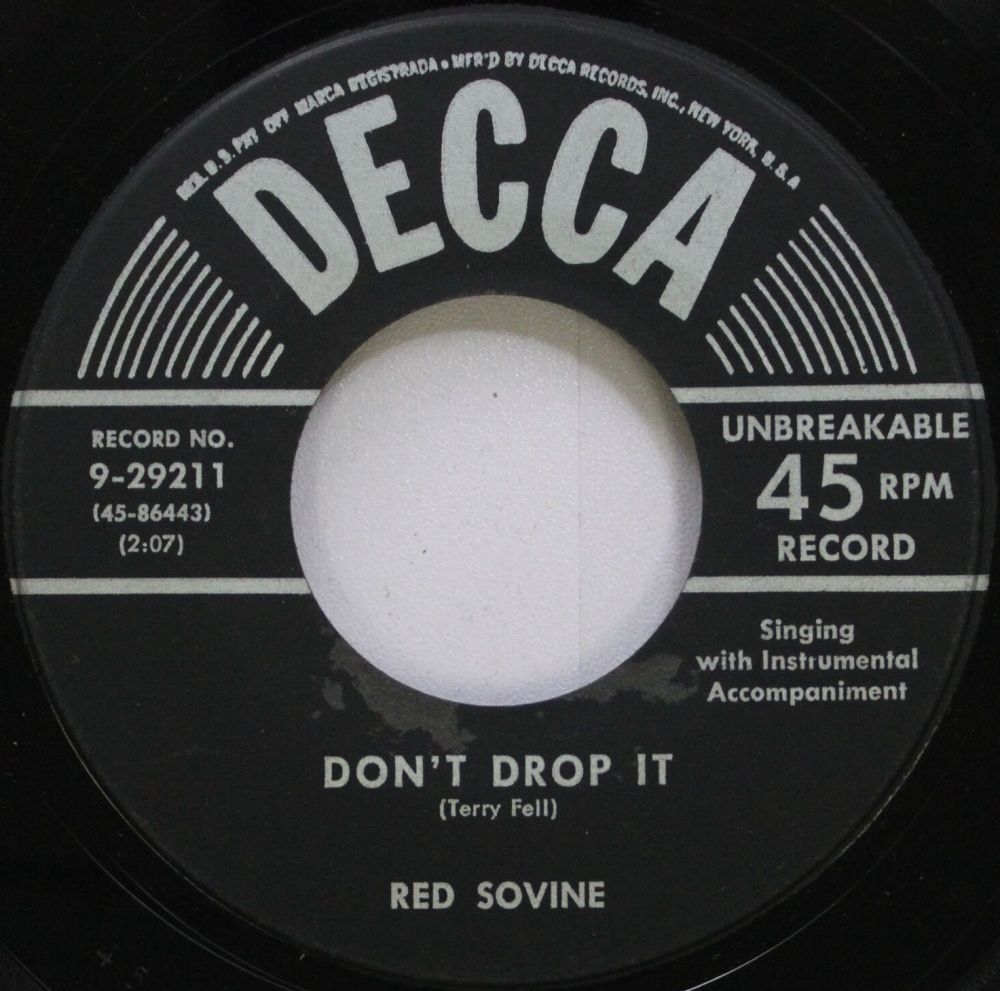 REG. U.S. PAT OFF MARCA REGISTRADA • MFR'D BY DECCA RECORDS, INC., NEW YORK, U.S.A
DECCA
RECORD NO.
9-29211
(45-86443)
(2:07)
UNBREAKABLE
45 RPM
RECORD
Singing
with Instrumental
Accompaniment
DON'T DROP IT
(Terry Fell)
RED SOVINE